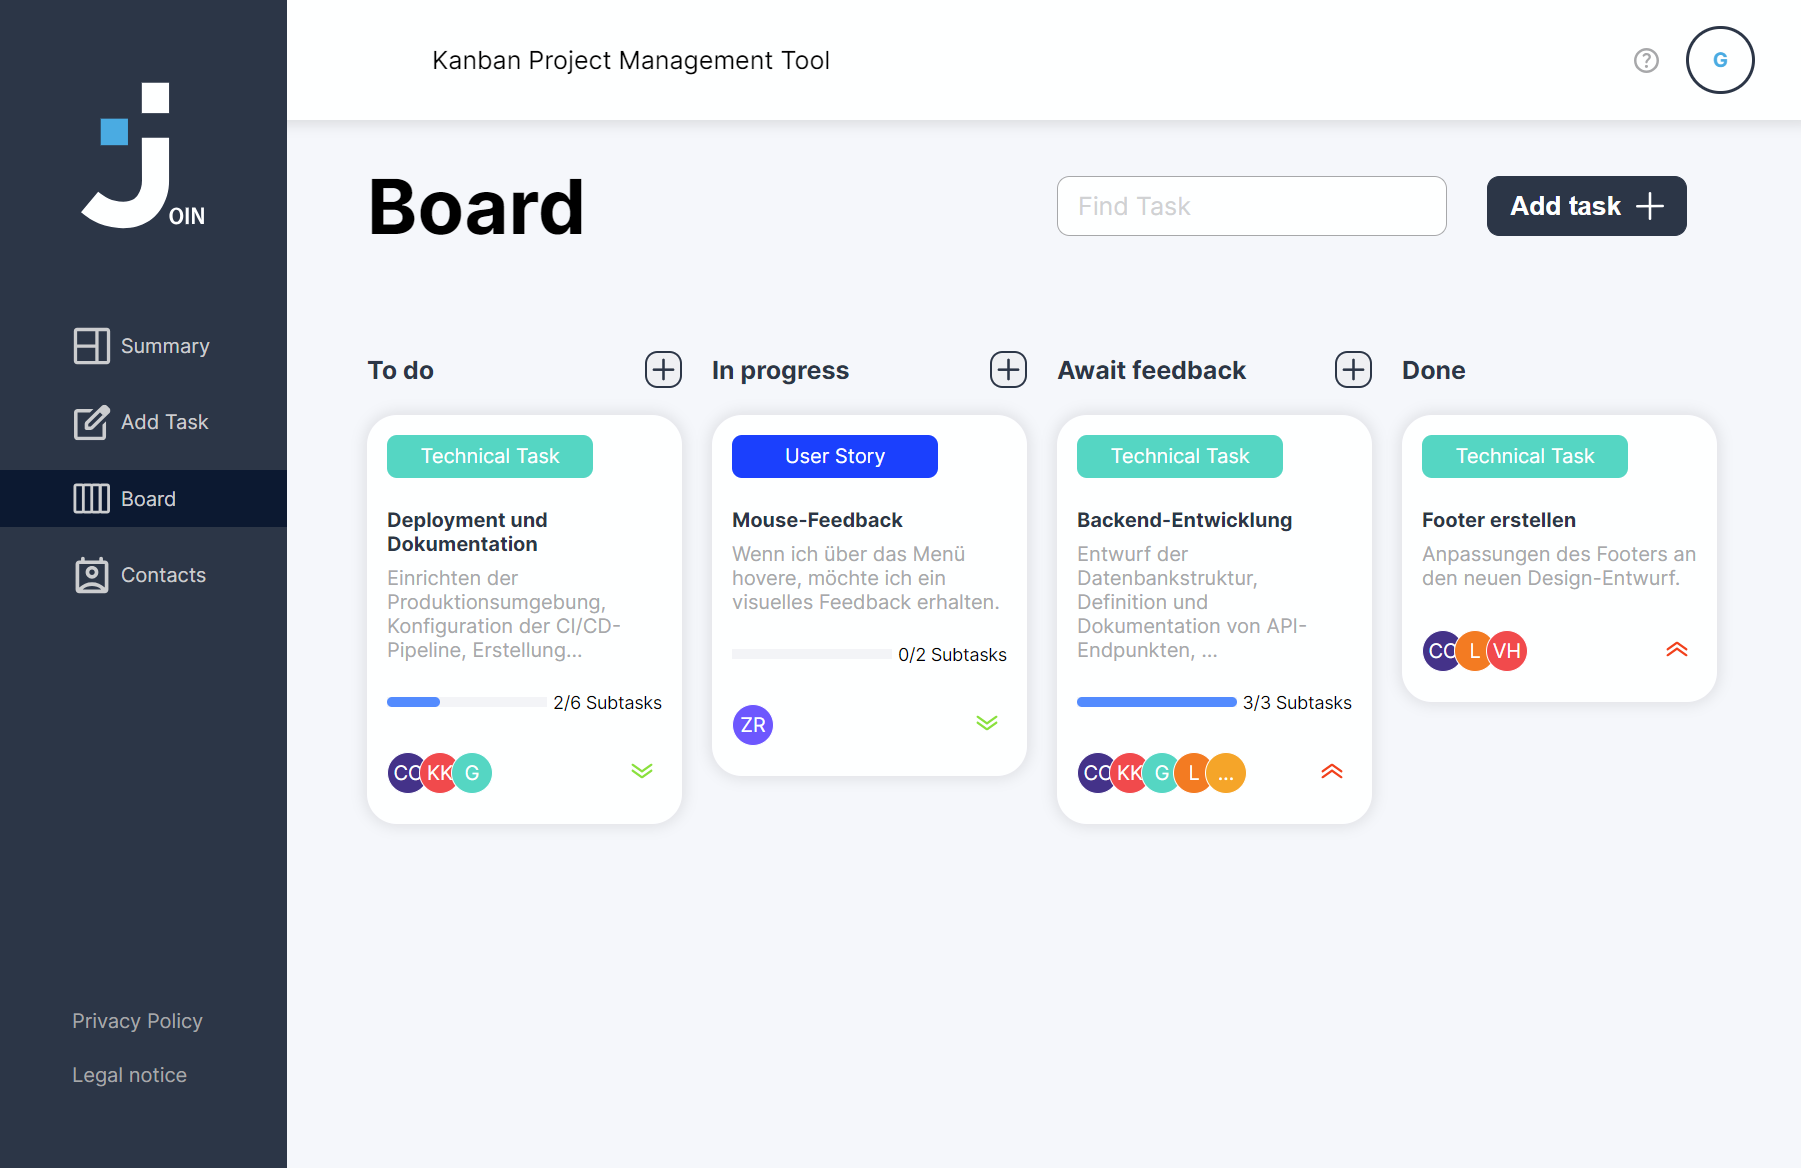 OIN
Summary
Add Task
Board
Contacts
Privacy Policy
Legal notice
Kanban Project Management Tool
?
G
Board
Find Task
Add task
To do
Technical Task
Deployment und
Dokumentation
Einrichten der
Produktionsumgebung,
Konfiguration der CI/CD-
Pipeline, Erstellung...
2/6 Subtasks
CC KK G
In progress
User Story
Mouse-Feedback
Wenn ich über das Menü
hovere, möchte ich ein
visuelles Feedback erhalten.
0/2 Subtasks
ZR
Await feedback
Technical Task
Backend-Entwicklung
Entwurf der
Datenbankstruktur,
Definition und
Dokumentation von API-
Endpunkten, ...
3/3 Subtasks
CC KK G L ...
Done
Technical Task
Footer erstellen
Anpassungen des Footers an
den neuen Design-Entwurf.
CC L VH